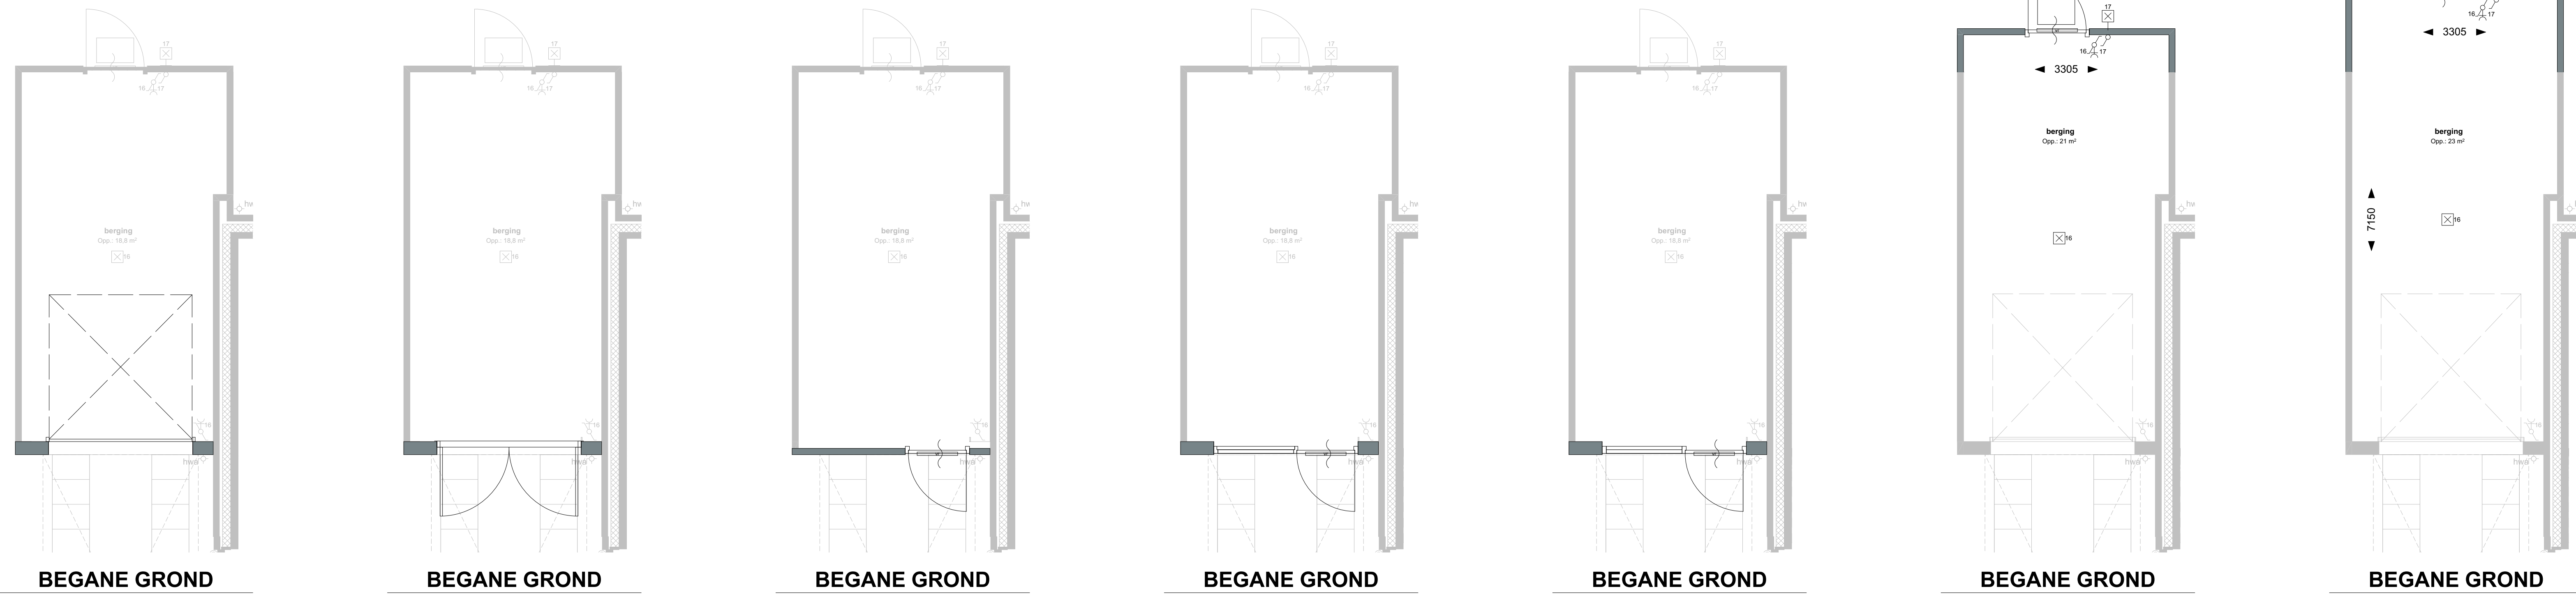 17
16 17
hw
berging
Opp.: 18,8 m²
16
16
hwa
BEGANE GROND
17
16 17
hw
berging
Opp.: 18,8 m²
16
16
hwa
BEGANE GROND
17
16 17
hw
berging
Opp.: 18,8 m²
16
16
hwa
BEGANE GROND
17
16 17
hw
berging
Opp.: 18,8 m²
16
16
hwa
BEGANE GROND
17
16 17
hw
berging
Opp.: 18,8 m²
16
16
hwa
BEGANE GROND
17
16 17
3305
berging
Opp.: 21 m²
hw
16
16
hwa
BEGANE GROND
16 17
3305
berging
Opp.: 23 m²
7150
16
16
hwa
BEGANE GROND